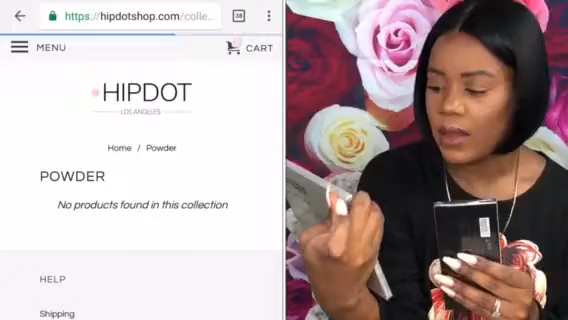 https://hipdotshop.com/colle...
38
MENU
CART
HIPDOT
LOS ANGELES
Home / Powder
POWDER
No products found in this collection
HELP
Shipping